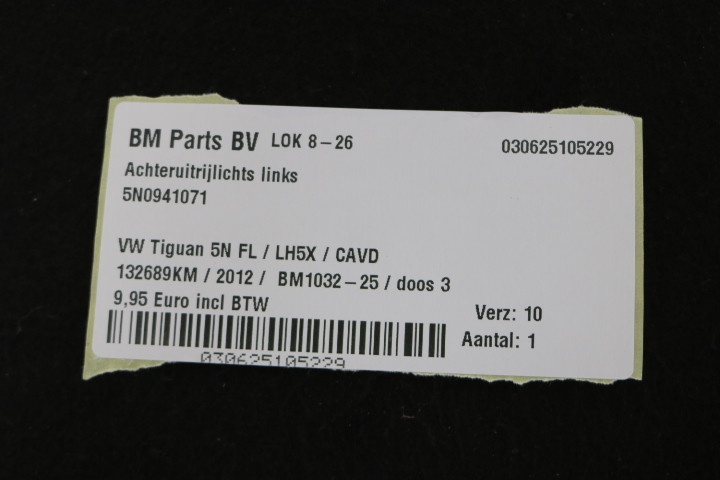 BM Parts BV LOK 8-26 030625105229
Achteruitrijlichts links
5N0941071
VW Tiguan 5N FL / LH5X / CAVD
132689KM / 2012 / BM1032-25 / doos 3
9,95 Euro incl BTW
Verz: 10
Aantal: 1
030625105229